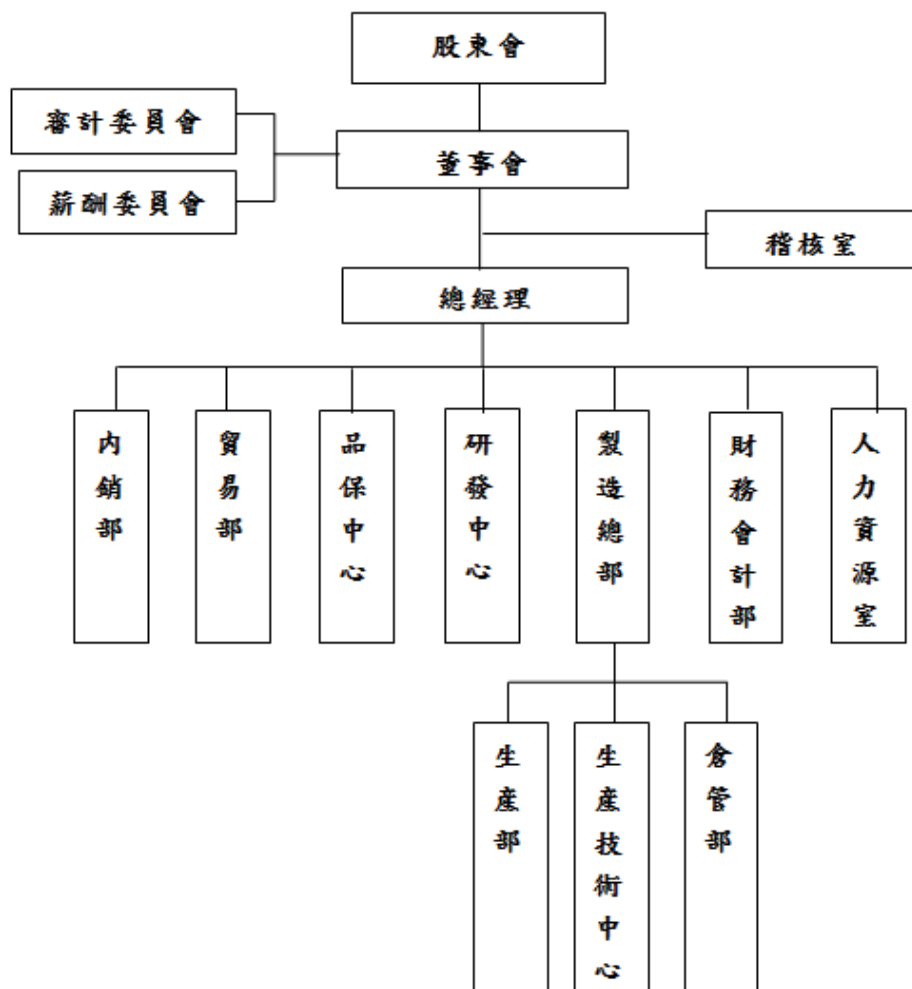 股東會
審計委員會
董事會
薪酬委員會
稽核室
總經理
內銷部
貿易部
品保中心
研發中心
製造總部
財務會計部
人力資源室
生產部
生產技術中心
倉管部